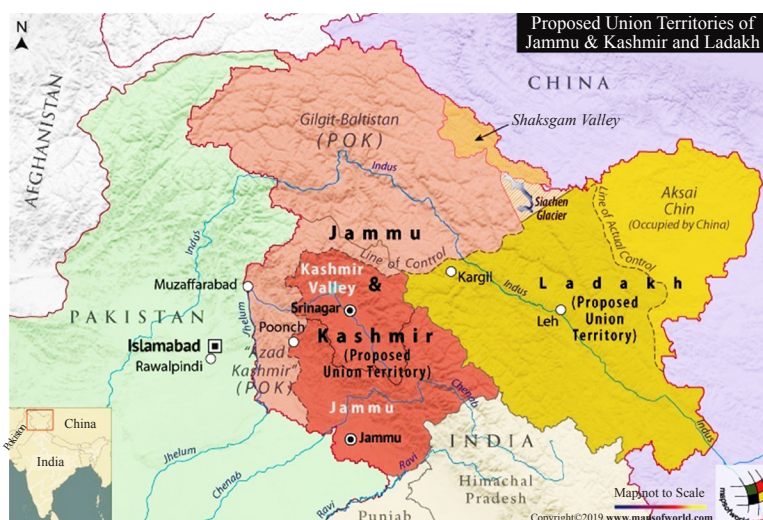 Proposed Union Territories of
Jammu & Kashmir and Ladakh
N
CHINA
AFGHANISTAN
Gilgit-Baltistan
(POK)
Shaksgam Valley
Indus
Indus
Siachen
Glacier
Aksai
Chin
(Occupied by China)
Line of Actual Control
Jammu
Line of Control
Kashmir
Valley
&
Kargil
Indus
Ladakh
(Proposed
Union
Territory)
Muzaffarabad
Srinagar
Leh
PAKISTAN
Jhelum
Poonch
Kashmir
(Proposed
Union Territory)
Islamabad
Rawalpindi
"Azad
Kashmir"
(POK)
Chenab
Jammu
Jammu
INDIA
Indus
Jhelum
Chenab
Ravi
Ravi
Himachal
Pradesh
Punjab
Pakiston
China
India
Map not to Scale
mapsofworld
Copyright©2019 www.mapsofworld.com